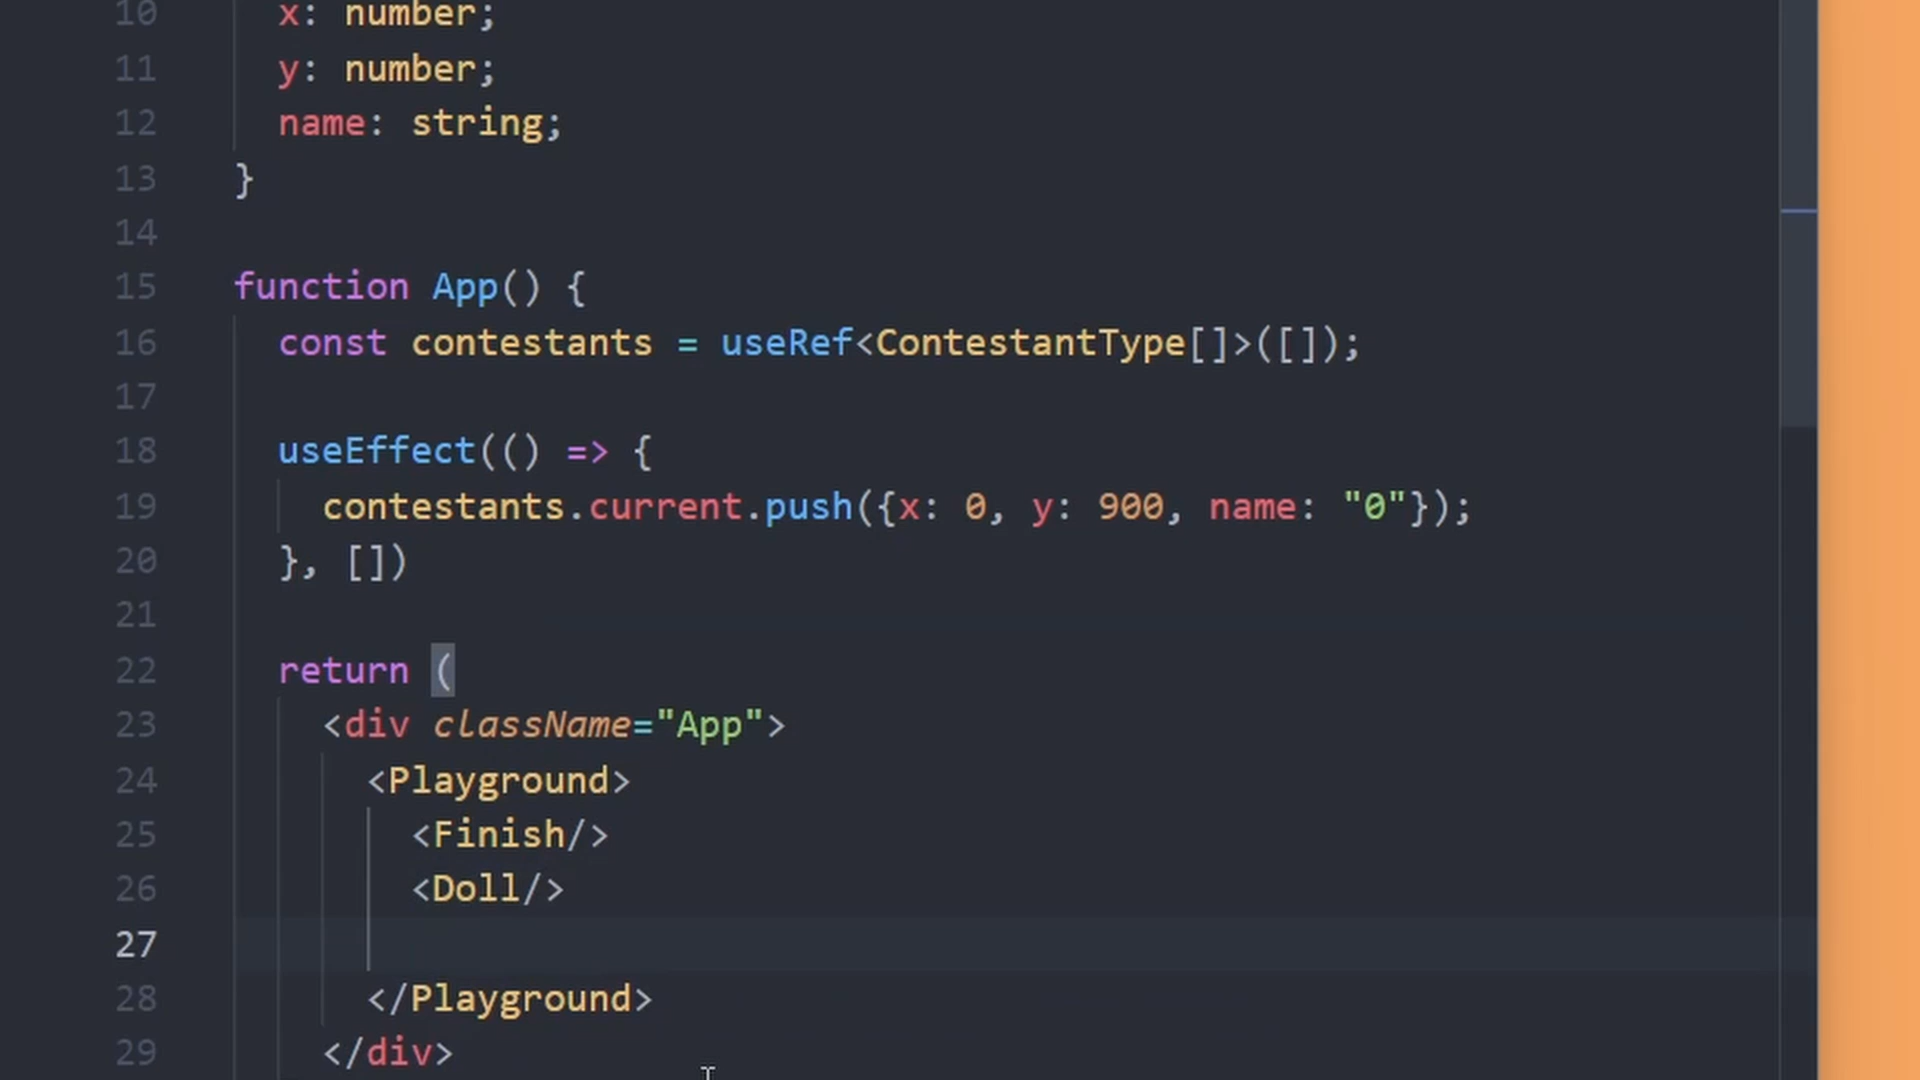 10 x: number;
11 y: number;
12 name: string;
13 }
14
15 function App() {
16 const contestants = useRef<ContestantType[]>([]);
17
18 useEffect(() => {
19 contestants.current.push({x: 0, y: 900, name: "0"});
20 }, [])
21
22 return (
23 <div className="App">
24 <Playground>
25 <Finish/>
26 <Doll/>
27
28 </Playground>
29 </div>